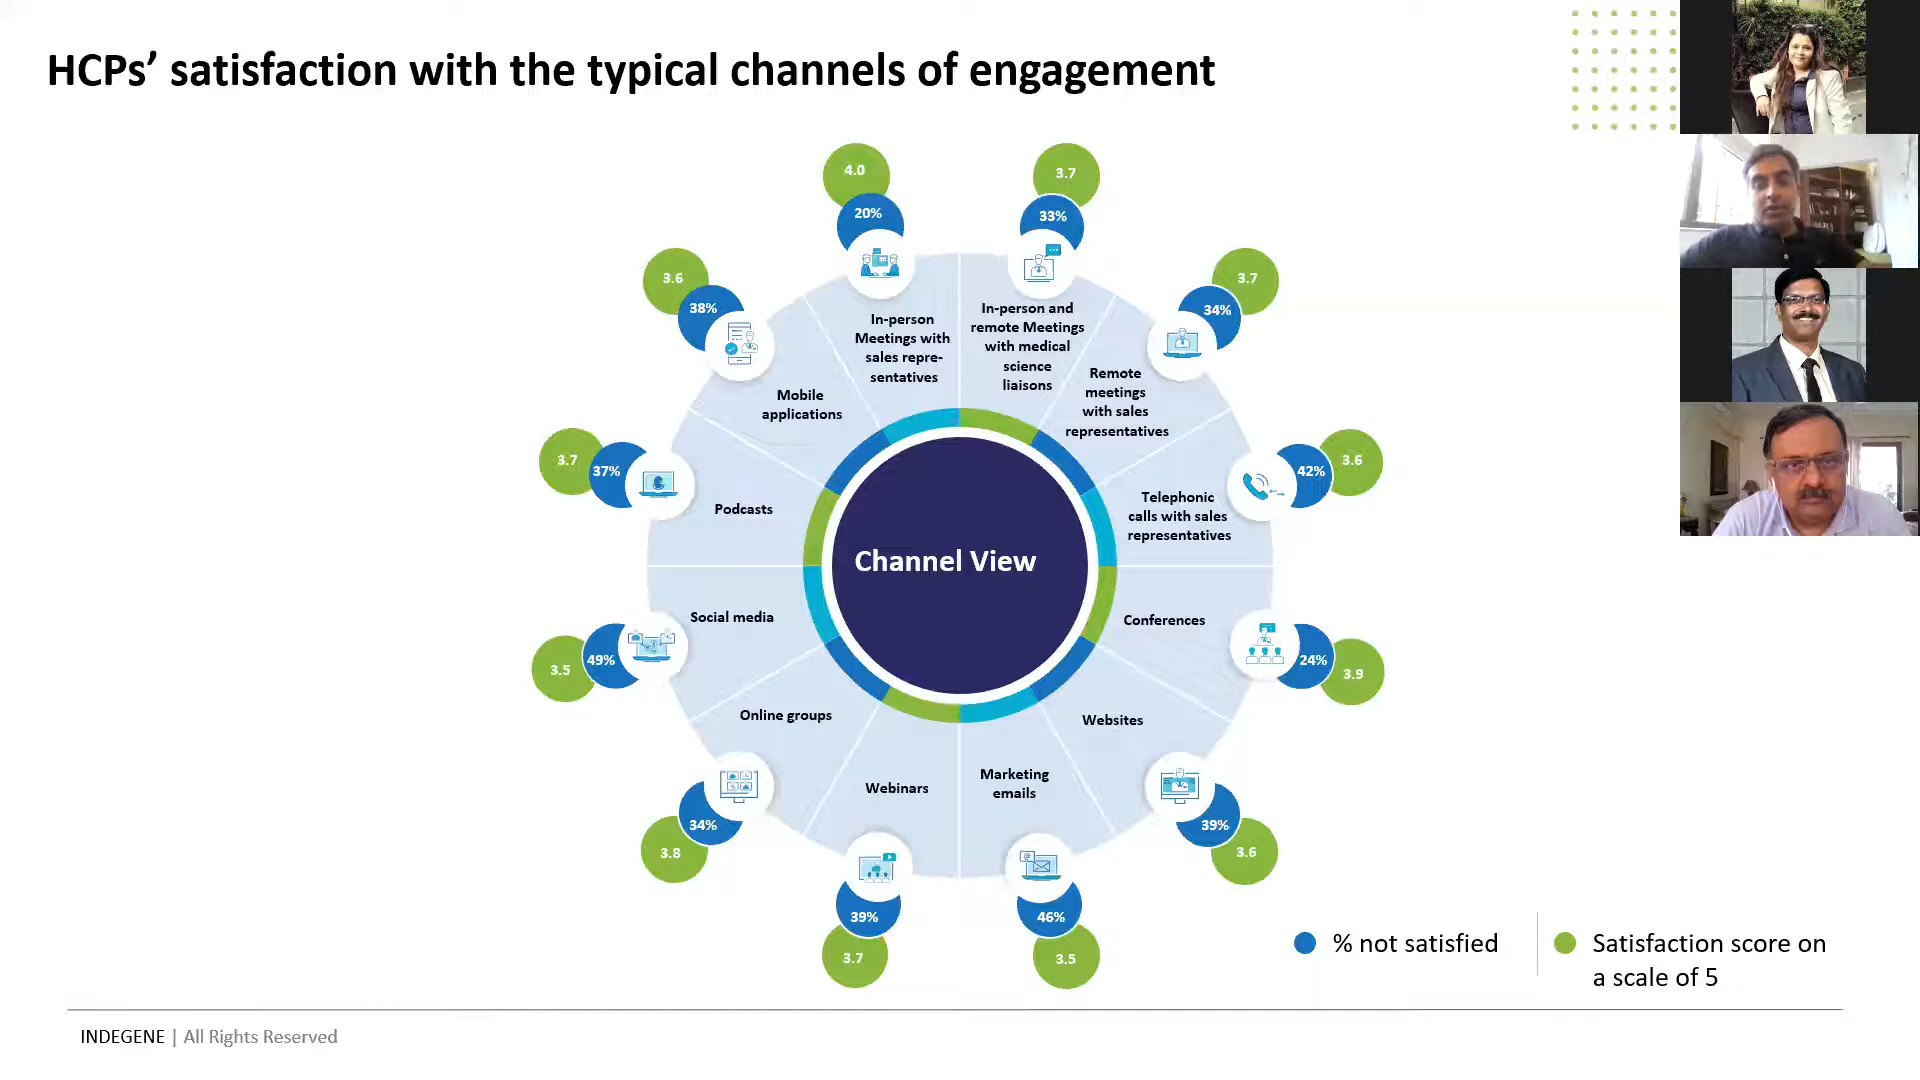 HCPs’ satisfaction with the typical channels of engagement
4.0
20%
In-person
Meetings with
sales repre-
sentatives
3.7
33%
In-person and
remote Meetings
with medical
science
liaisons
3.7
34%
Remote
meetings
with sales
representatives
3.6
42%
Telephonic
calls with sales
representatives
3.9
24%
Conferences
3.6
39%
Websites
3.5
46%
Marketing
emails
3.7
39%
Webinars
3.8
34%
Online groups
3.5
49%
Social media
3.7
37%
Podcasts
3.6
38%
Mobile
applications
Channel View
% not satisfied
Satisfaction score on
a scale of 5
INDEGENE | All Rights Reserved